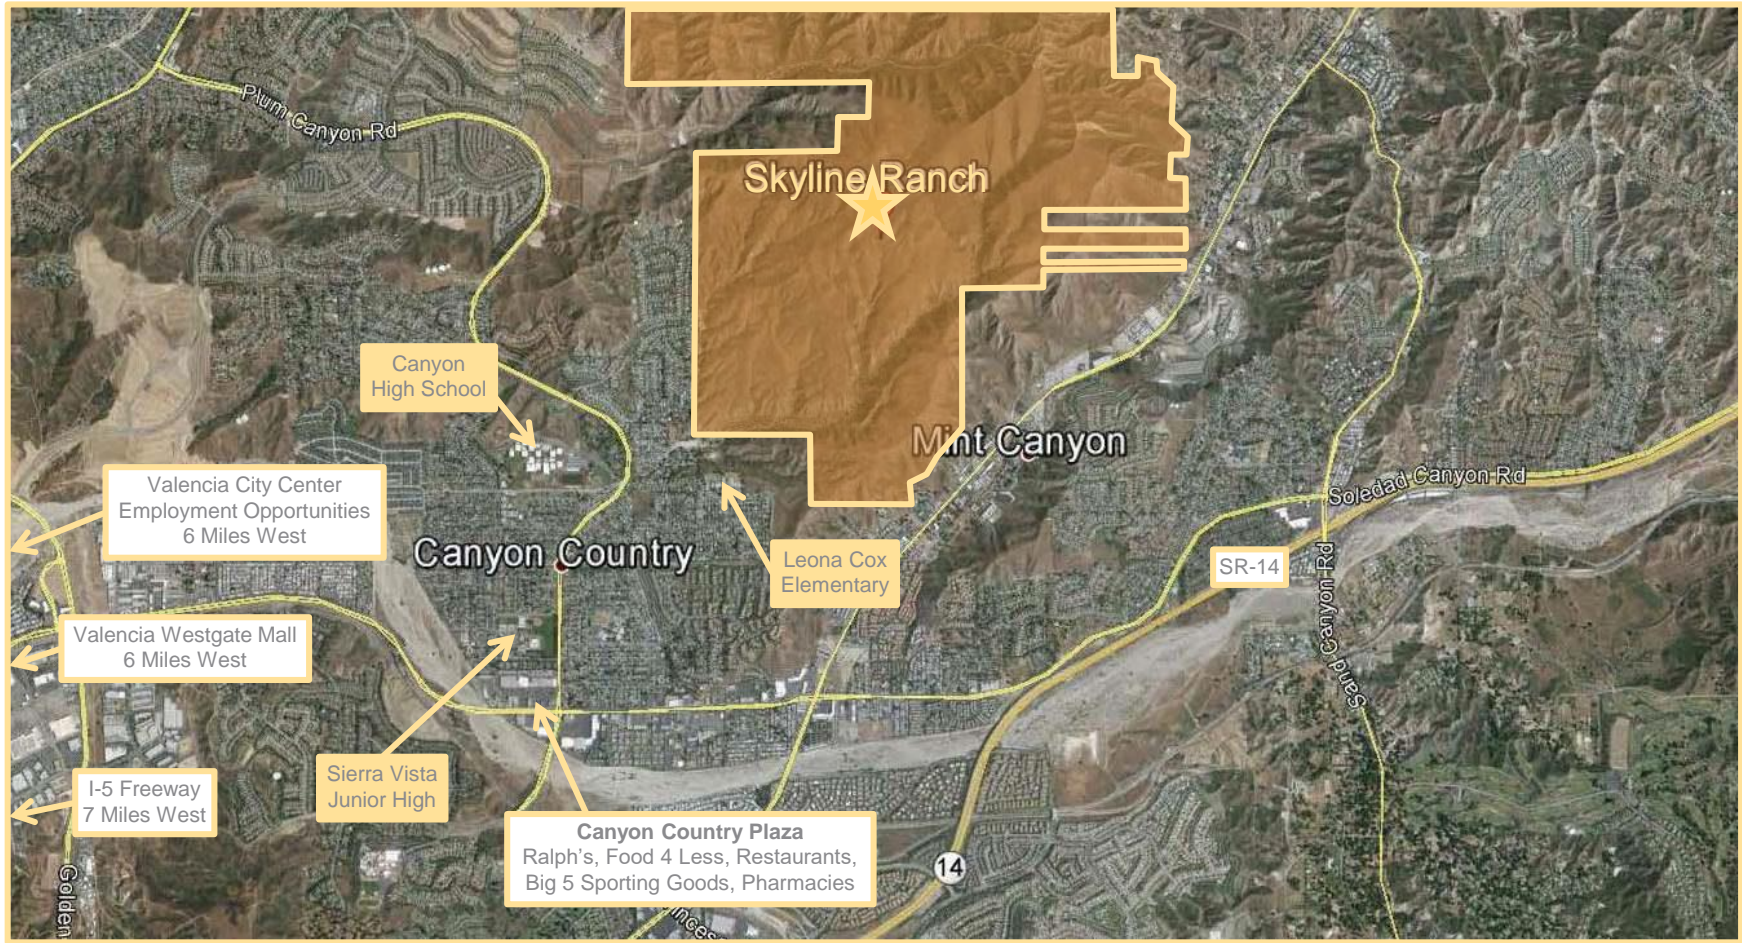 Plum Canyon Rd
Skyline Ranch
Canyon
High School
Mint Canyon
Valencia City Center
Employment Opportunities
6 Miles West
Soledad Canyon Rd
Canyon Country
Leona Cox
Elementary
SR-14
Sand Canyon Rd
Valencia Westgate Mall
6 Miles West
Sierra Vista
Junior High
I-5 Freeway
7 Miles West
Canyon Country Plaza
Ralph's, Food 4 Less, Restaurants,
Big 5 Sporting Goods, Pharmacies
14
Golden